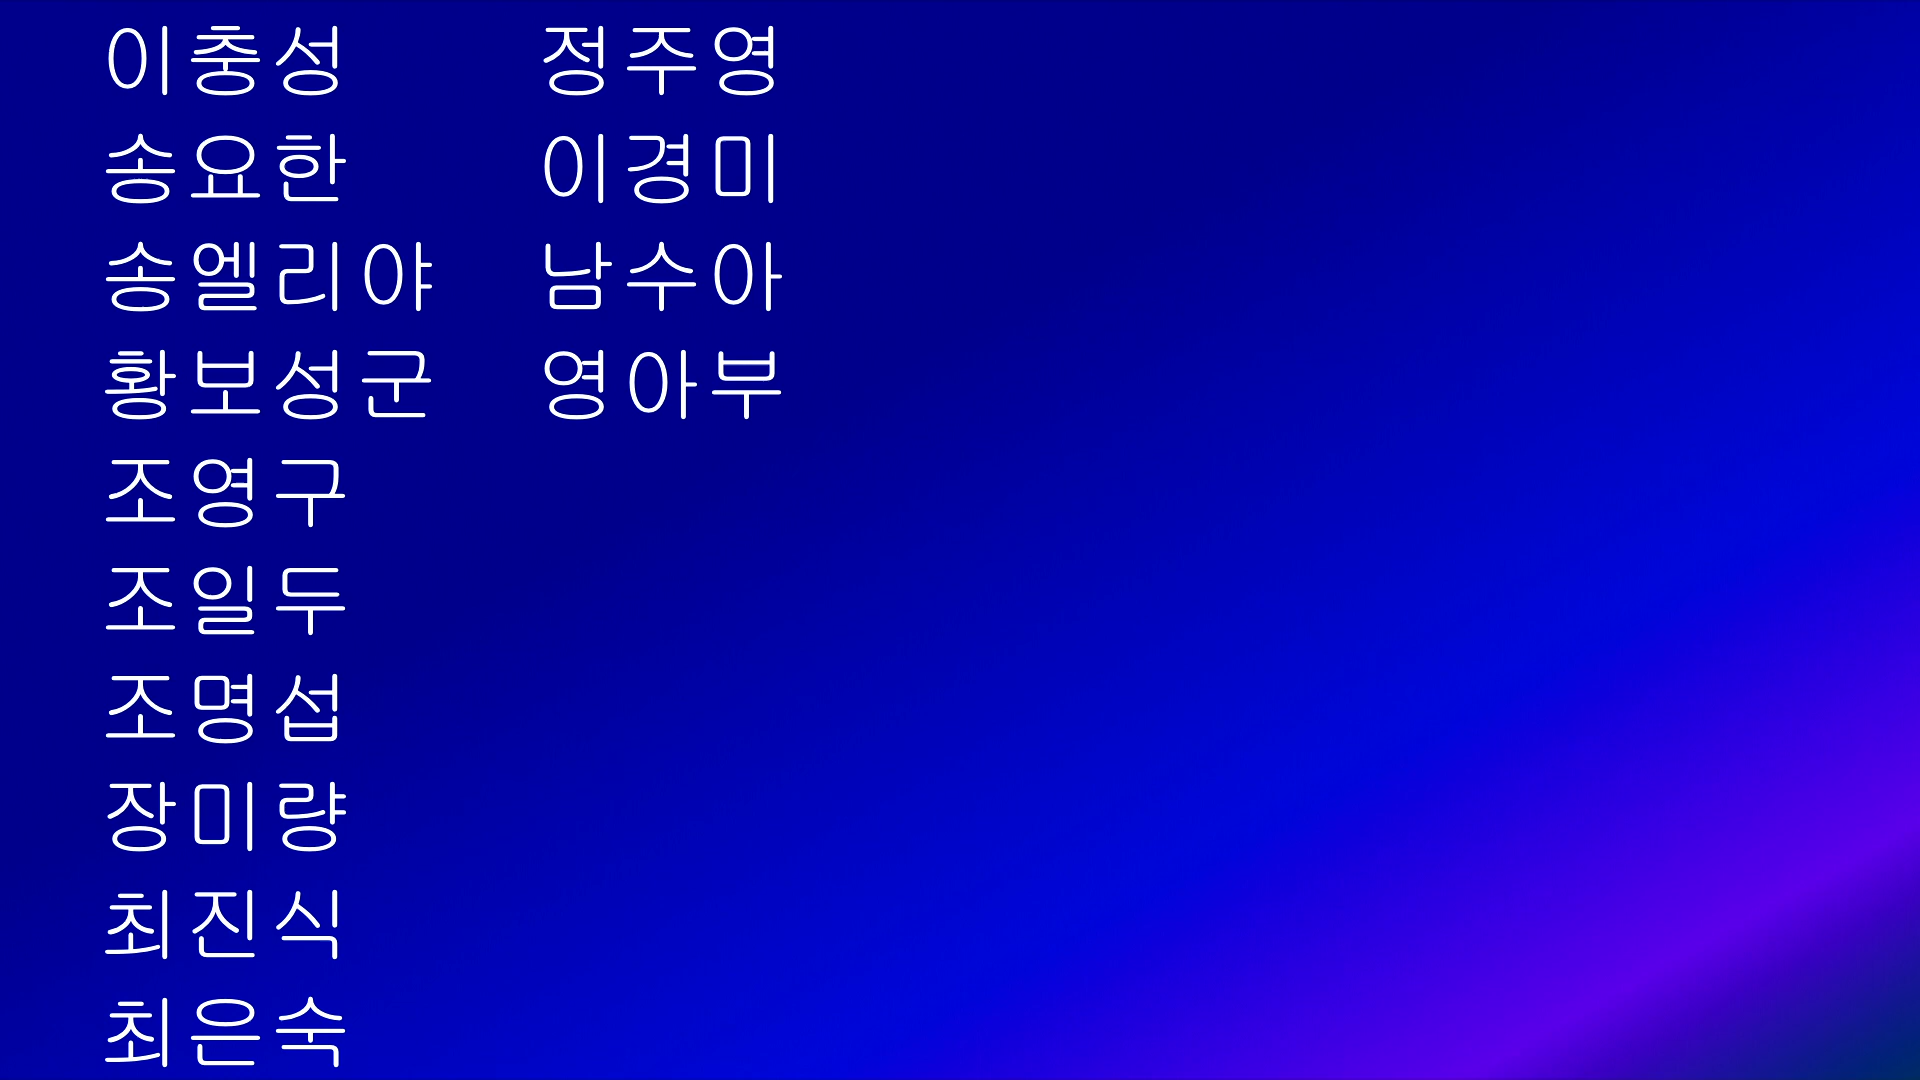 이충성
송요한
송엘리야
황보성군
조영구
조일두
조명섭
장미량
최진식
최은숙
정주영
이경미
남수아
영아부